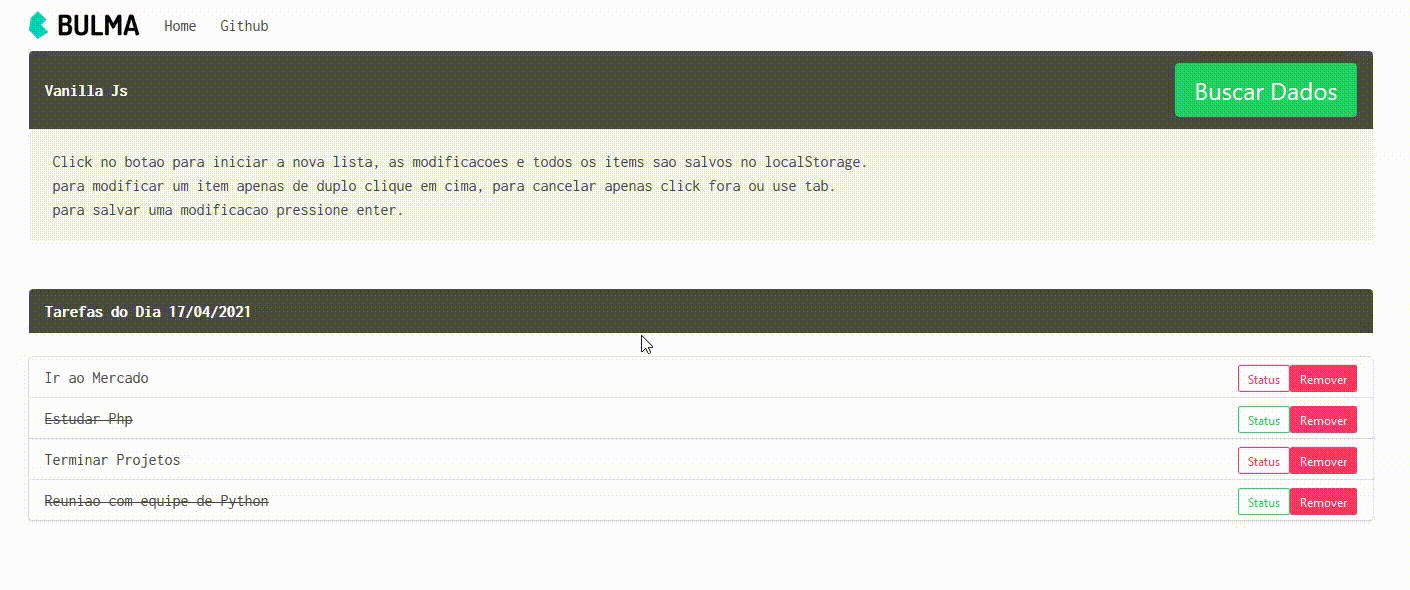 BULMA Home Github
Vanilla Js Buscar Dados
Click no botao para iniciar a nova lista, as modificacoes e todos os items sao salvos no localStorage.
para modificar um item apenas de duplo clique em cima, para cancelar apenas click fora ou use tab.
para salvar uma modificacao pressione enter.
Tarefas do Dia 17/04/2021
Ir ao Mercado Status Remover
Estudar Php Status Remover
Terminar Projetos Status Remover
Reuniao com equipe de Python Status Remover